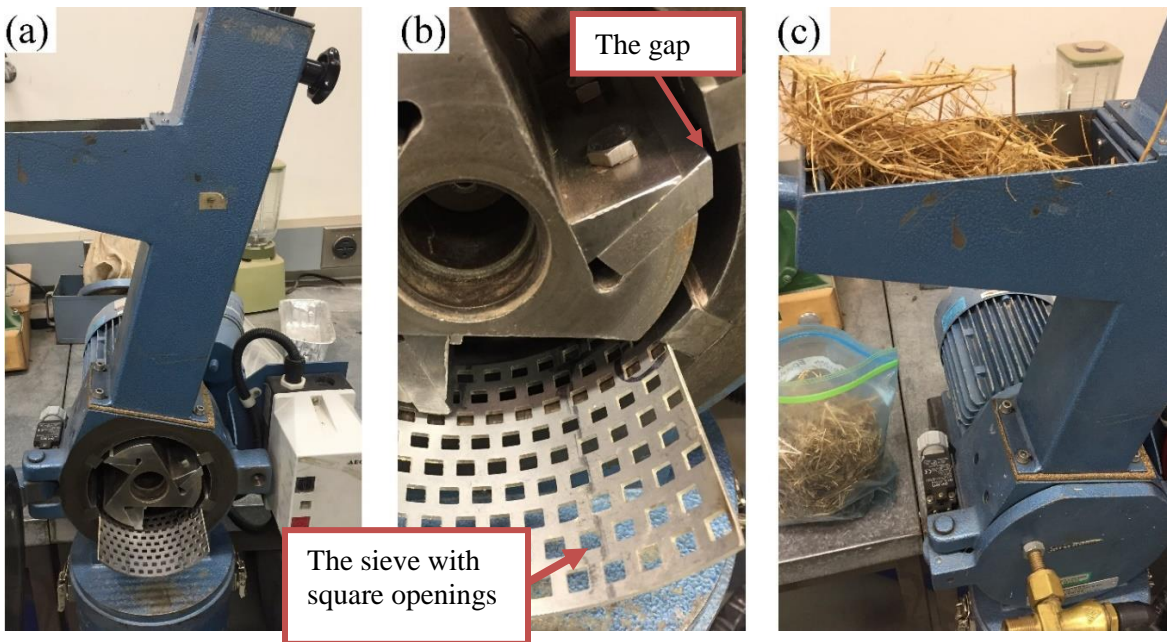 (a)
(b)
The gap
(c)
The sieve with
square openings